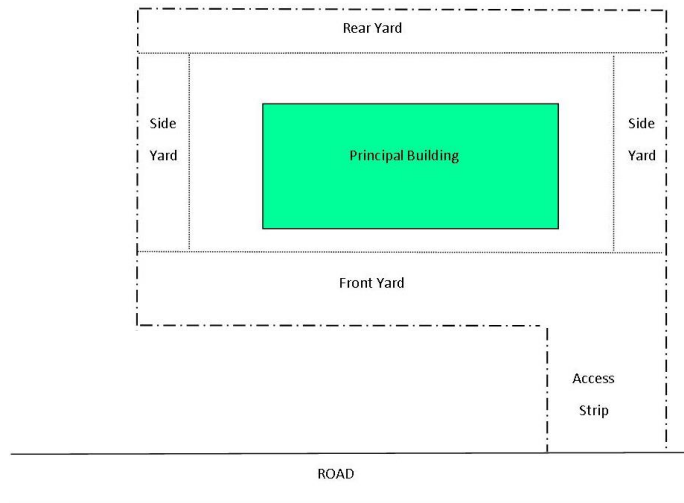 Rear Yard
Side
Yard
Principal Building
Side
Yard
Front Yard
Access
Strip
ROAD